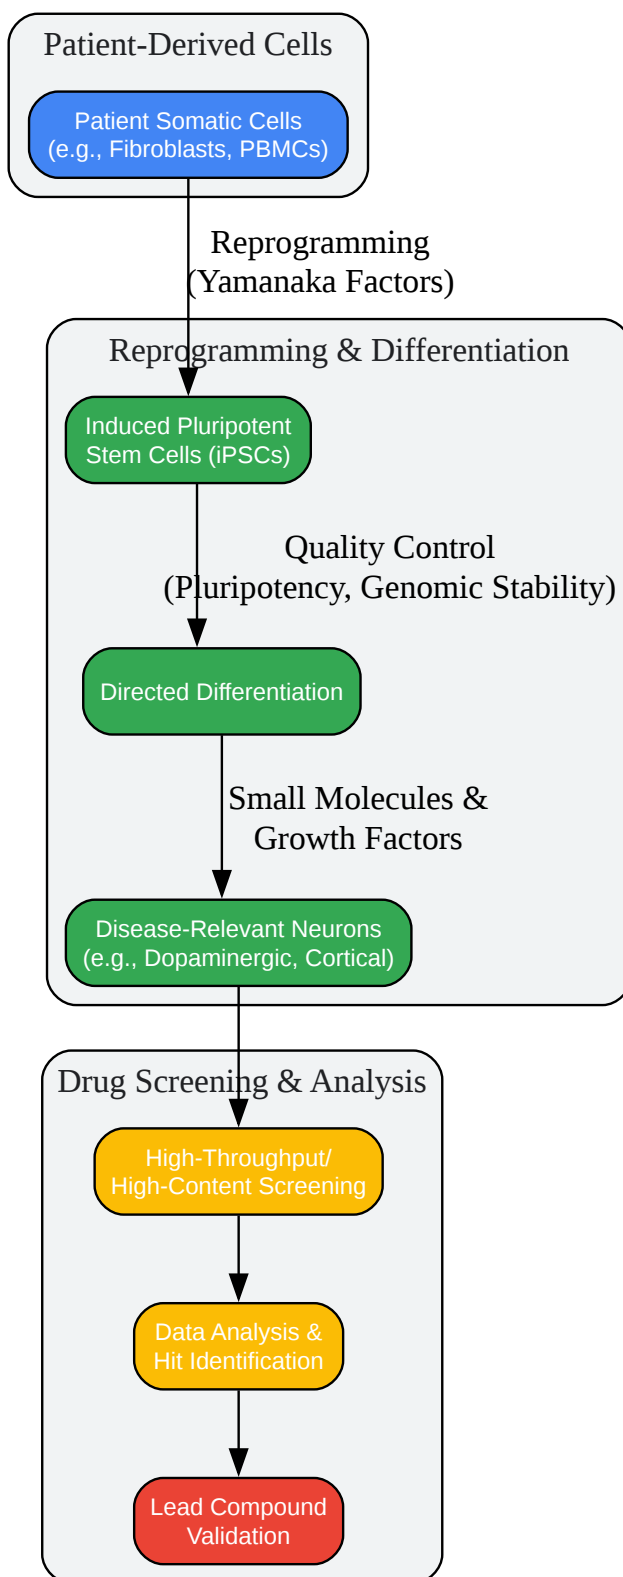 Patient-Derived Cells
Patient Somatic Cells
(e.g., Fibroblasts, PBMCs)
Reprogramming
(Yamanaka Factors)
Reprogramming & Differentiation
Induced Pluripotent
Stem Cells (iPSCs)
Quality Control
(Pluripotency, Genomic Stability)
Directed Differentiation
Small Molecules &
Growth Factors
Disease-Relevant Neurons
(e.g., Dopaminergic, Cortical)
Drug Screening & Analysis
High-Throughput/
High-Content Screening
Data Analysis &
Hit Identification
Lead Compound
Validation